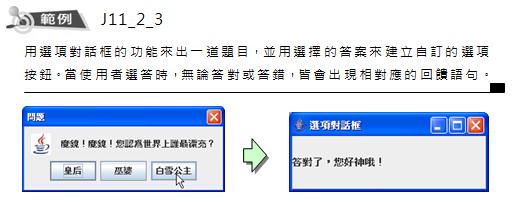 範例 J11_2_3
用選項對話框的功能來出一道題目，並用選擇的答案來建立自訂的選項
按鈕。當使用者選答時，無論答對或答錯，皆會出現相對應的回饋語句。
問題
魔鏡！魔鏡！您認為世界上誰最漂亮？
皇后 巫婆 白雪公主
選項對話框
答對了，您好神哦！